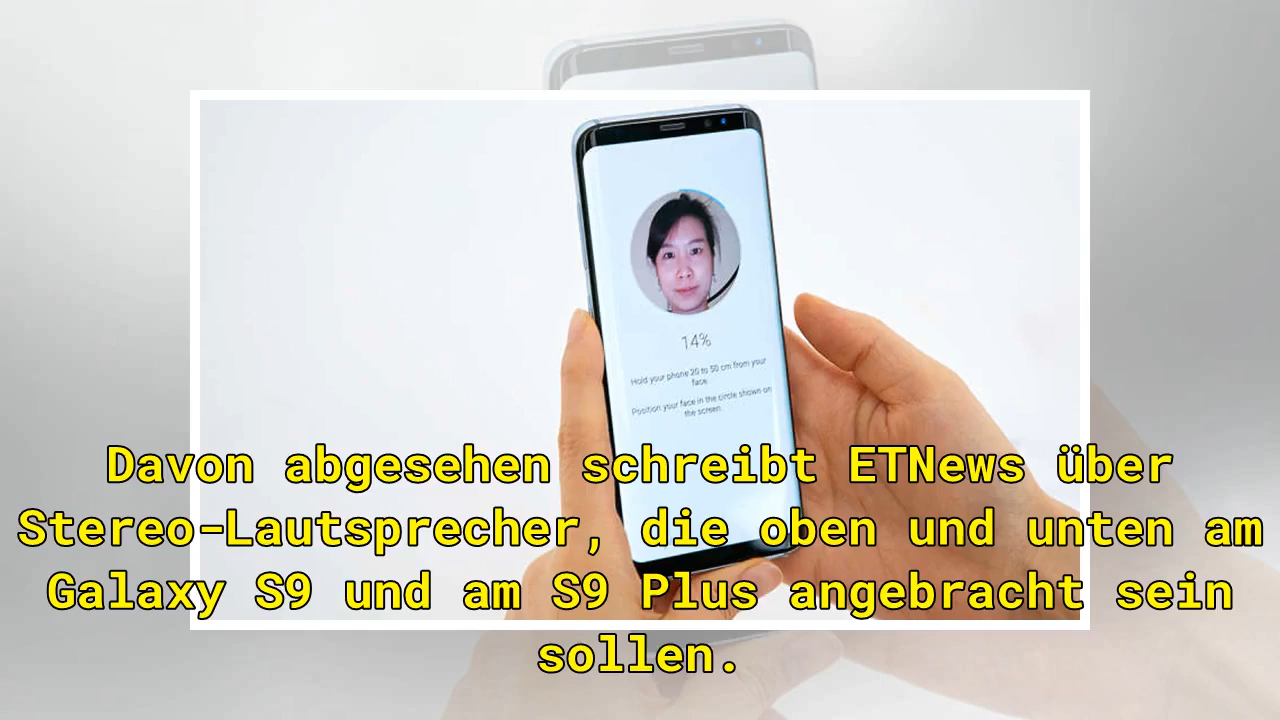 14%
Hold your phone 20 to 50 cm from your
face.
Position your face in the circle shown on
the screen.
Davon abgesehen schreibt ETNews über
Stereo-Lautsprecher, die oben und unten am
Galaxy S9 und am S9 Plus angebracht sein
sollen.